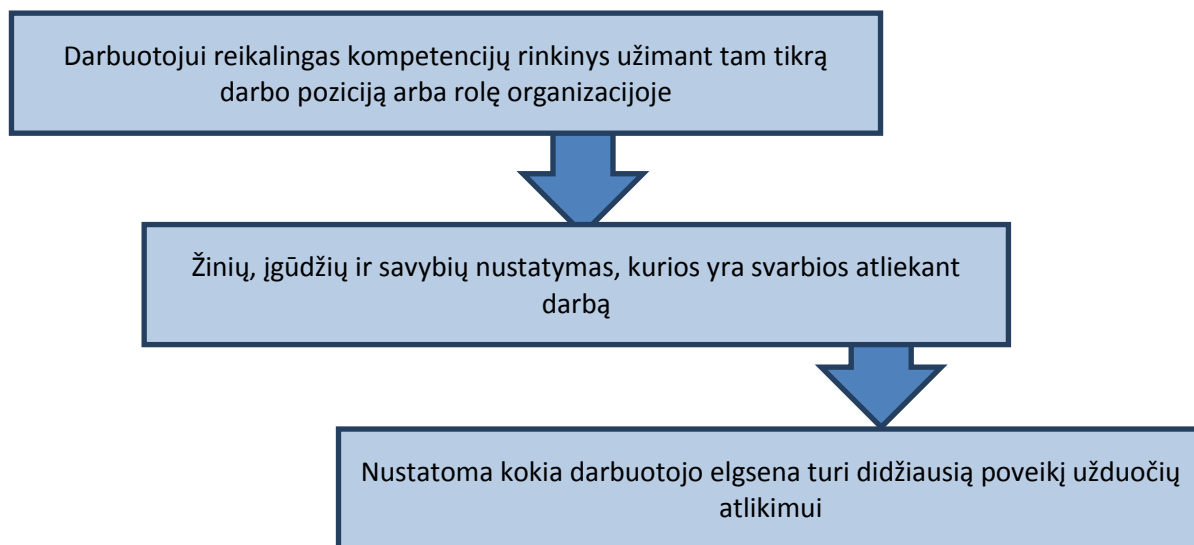 Darbuotojui reikalingas kompetencijų rinkinys užimant tam tikrą
darbo poziciją arba rolę organizacijoje
Žinių, įgūdžių ir savybių nustatymas, kurios yra svarbios atliekant
darbą
Nustatoma kokia darbuotojo elgsena turi didžiausią poveikį užduočių
atlikimui